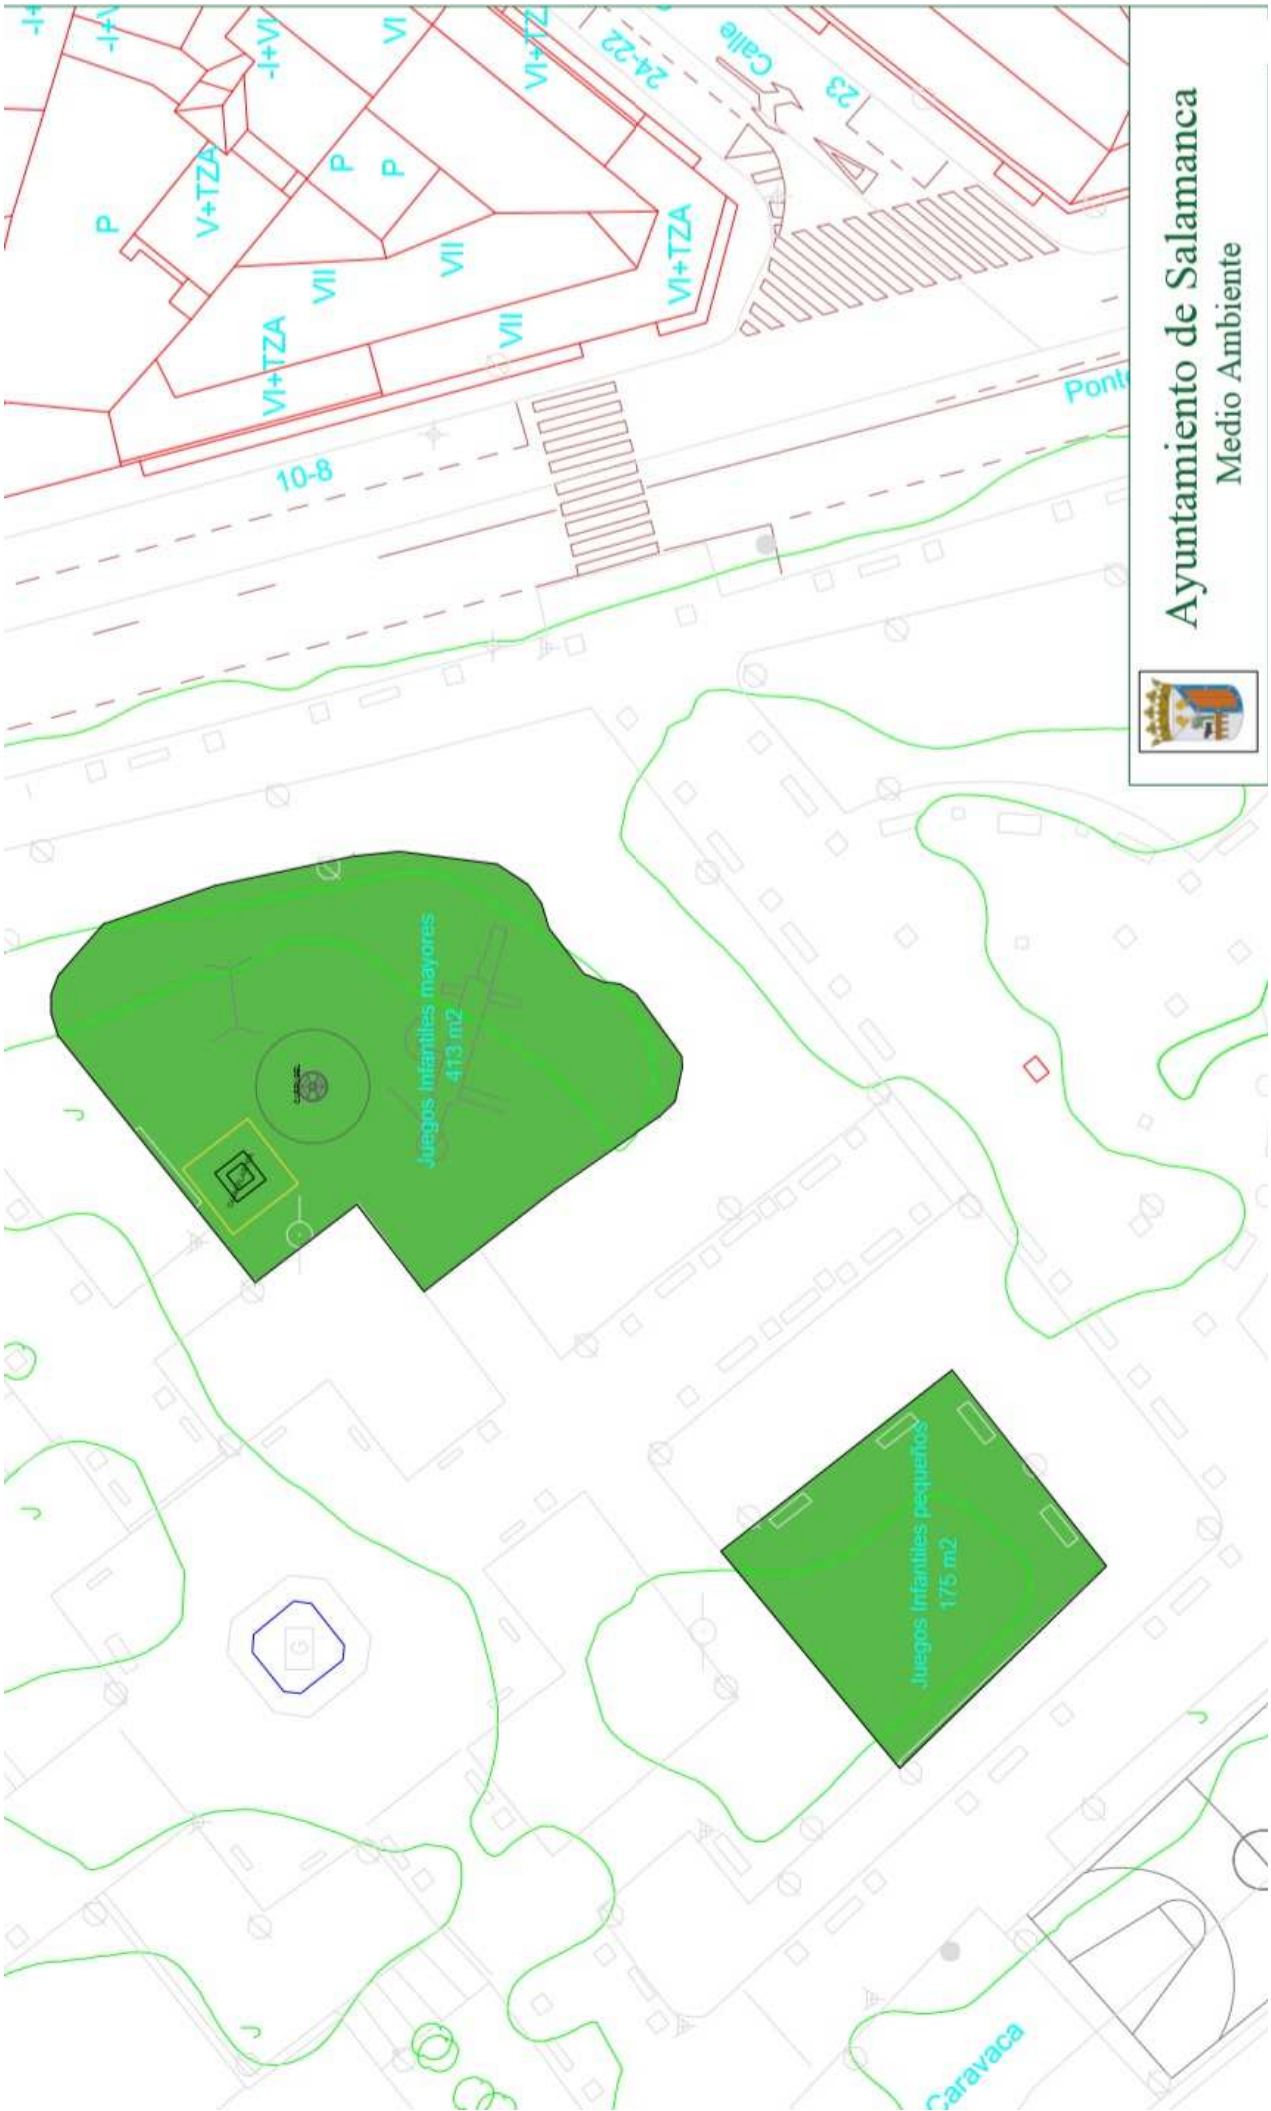 -I+
-I+V
-I+VI
VI
VI+TZ
24-22
Calle
23
P
V+TZA
P
P
VII
VII
VI+TZA
VI+TZA
VII
10-8
Ponte
Ayuntamiento de Salamanca
Medio Ambiente
Juegos Infantiles mayores
413 m2
J
J
G
Juegos Infantiles pequeños
175 m2
J
J
Caravaca